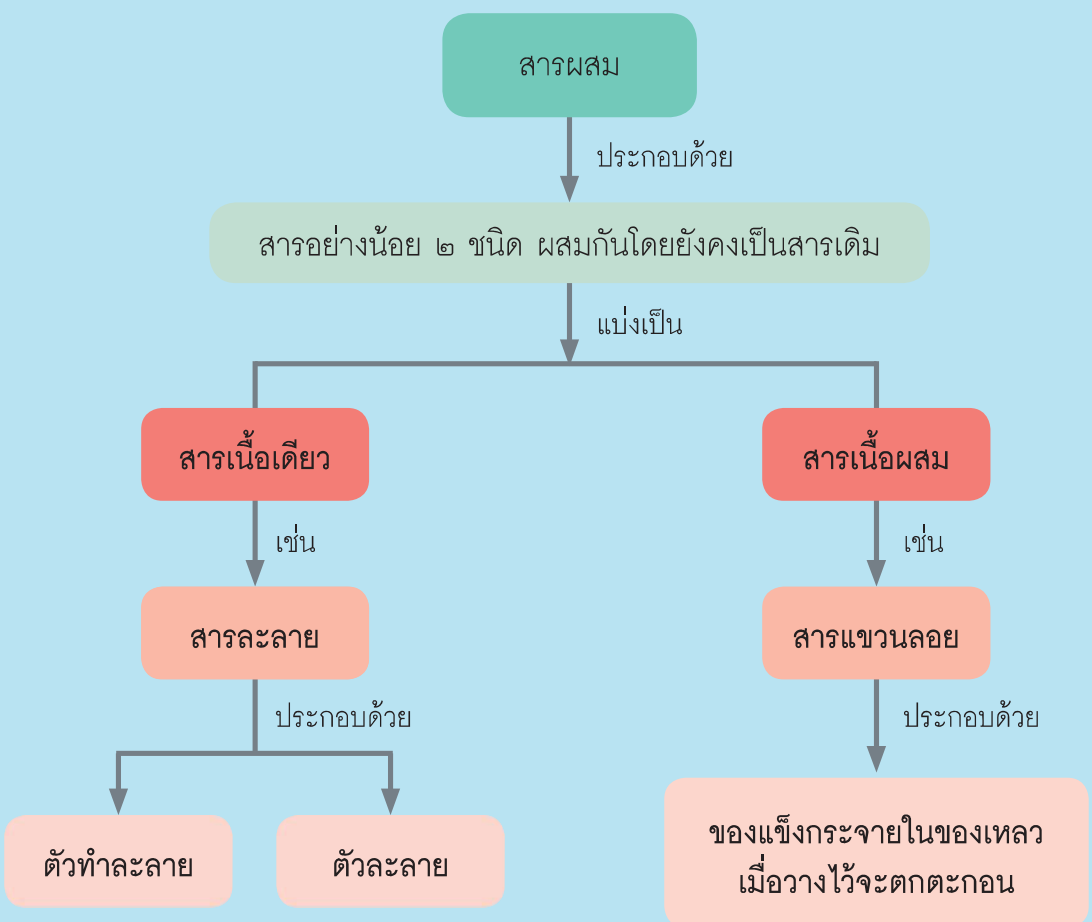 สารผสม
ประกอบด้วย
สารอย่างน้อย ๒ ชนิด ผสมกันโดยยังคงเป็นสารเดิม
แบ่งเป็น
สารเนื้อเดียว
สารเนื้อผสม
เช่น
เช่น
สารละลาย
สารแขวนลอย
ประกอบด้วย
ประกอบด้วย
ตัวทำละลาย
ตัวละลาย
ของแข็งกระจายในของเหลว
เมื่อวางไว้จะตกตะกอน